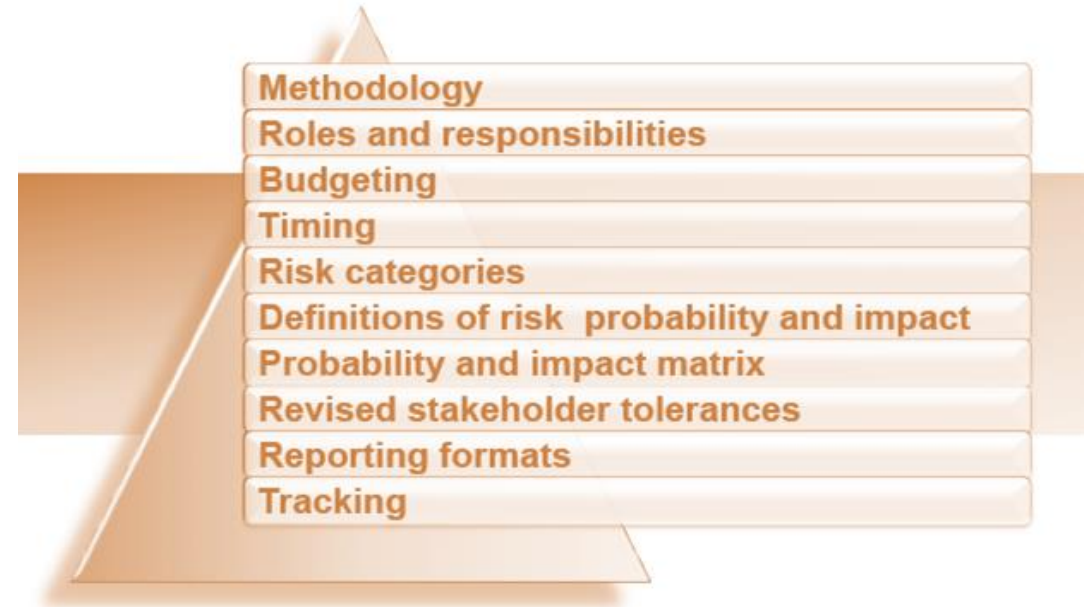 Methodology
Roles and responsibilities
Budgeting
Timing
Risk categories
Definitions of risk  probability and impact
Probability and impact matrix
Revised stakeholder tolerances
Reporting formats
Tracking